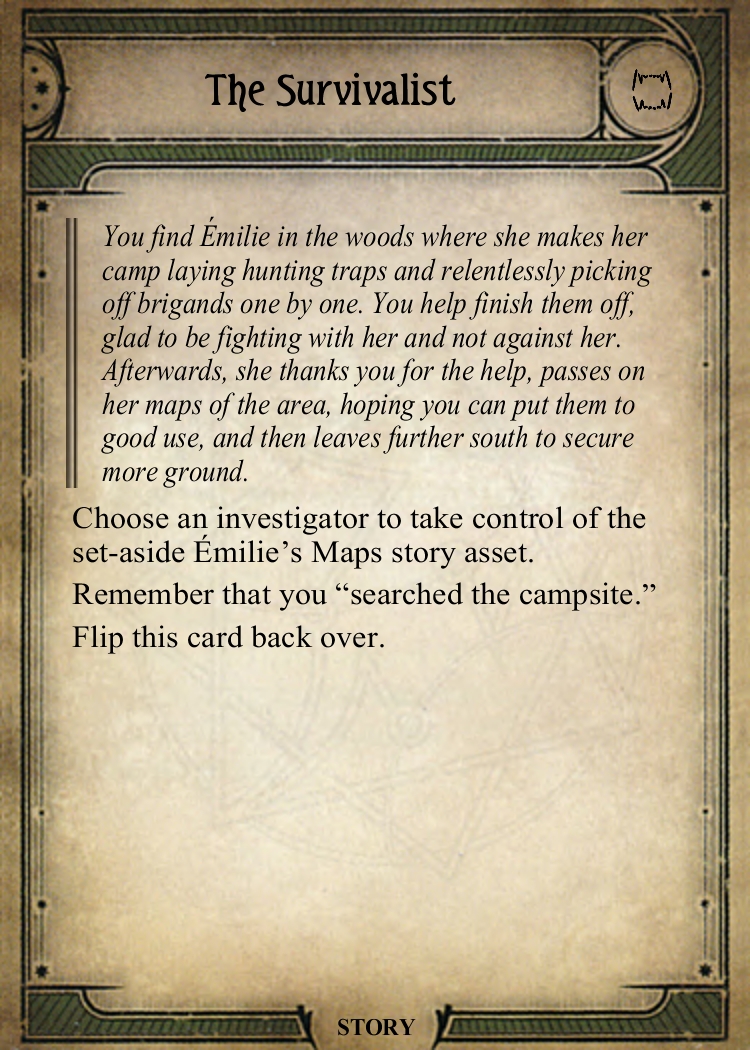 The Survivalist
You find Émilie in the woods where she makes her
camp laying hunting traps and relentlessly picking
off brigands one by one. You help finish them off,
glad to be fighting with her and not against her.
Afterwards, she thanks you for the help, passes on
her maps of the area, hoping you can put them to
good use, and then leaves further south to secure
more ground.
Choose an investigator to take control of the
set-aside Émilie’s Maps story asset.
Remember that you “searched the campsite.”
Flip this card back over.
STORY